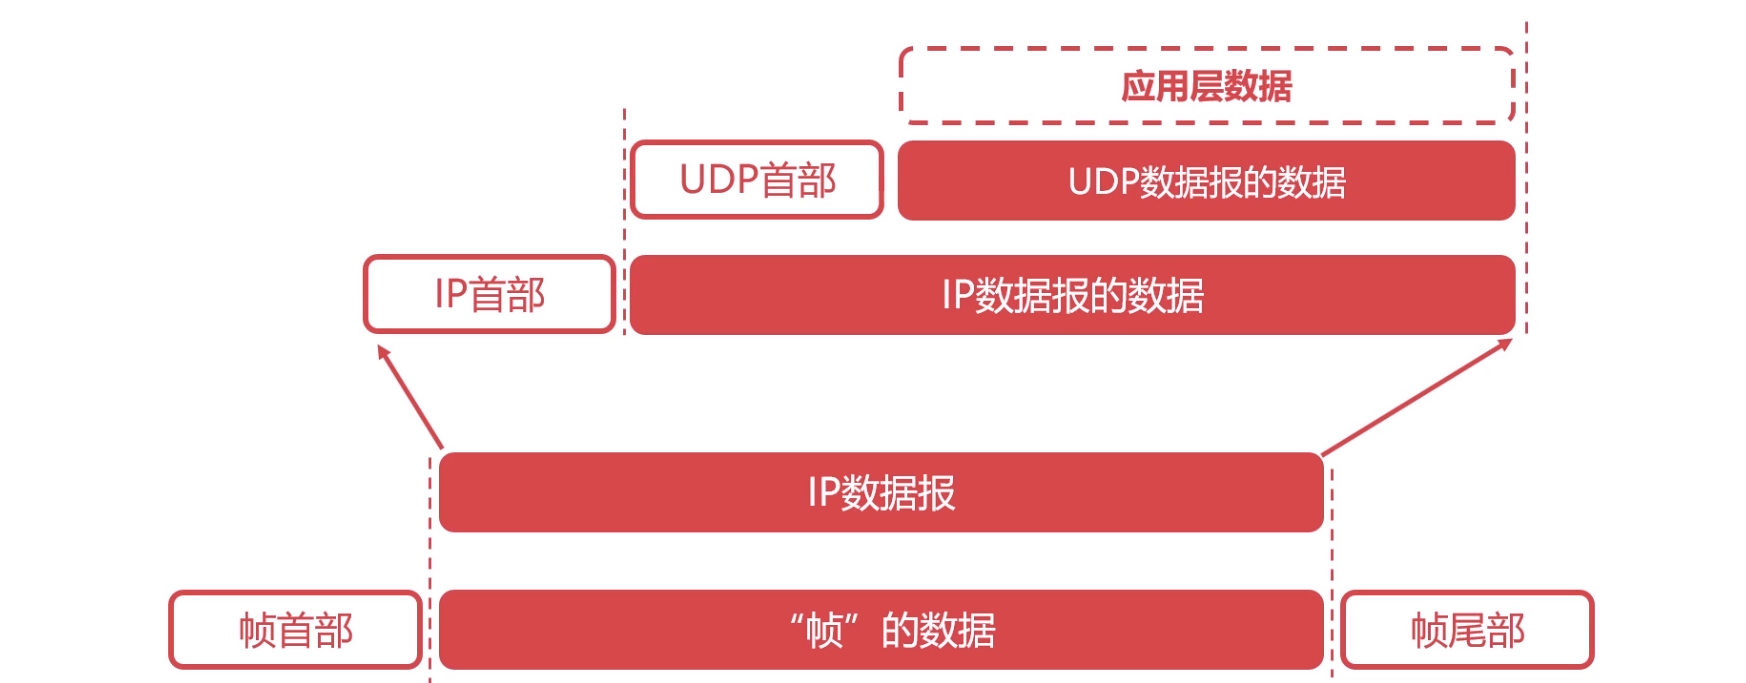 应用层数据
UDP首部
UDP数据报的数据
IP首部
IP数据报的数据
IP数据报
帧首部
“帧”的数据
帧尾部